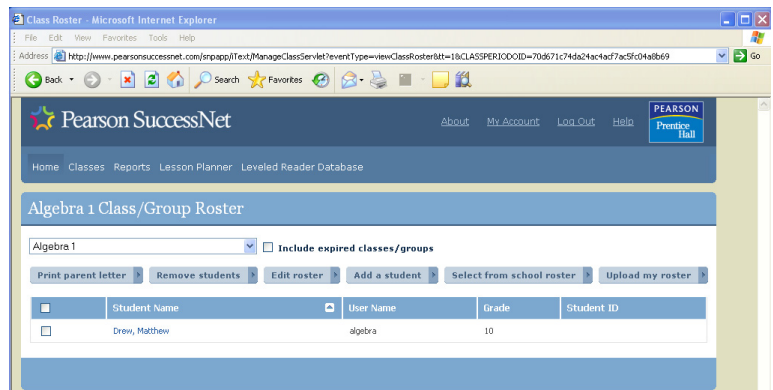 Class Roster - Microsoft Internet Explorer
File Edit View Favorites Tools Help
Address http://www.pearsonsuccessnet.com/snpapp/iText/ManageClassServlet?eventType=viewClassRoster&tt=1&CLASSPERIODOID=70d671c74da24ac4acf7ac5fc04a8b69 Go
Back Search Favorites
Pearson SuccessNet About My Account Log Out Help PEARSON
Prentice
Hall
Home Classes Reports Lesson Planner Leveled Reader Database
Algebra 1 Class/Group Roster
Algebra 1 Include expired classes/groups
Print parent letter Remove students Edit roster Add a student Select from school roster Upload my roster
Student Name User Name Grade Student ID
Drew, Matthew algebra 10